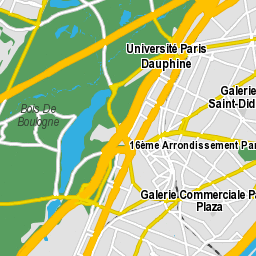 Université Paris
Dauphine
Galerie
Saint-Did
Bois De
Boulogne
16ème Arrondissement Par
Galerie Commerciale Pa
Plaza